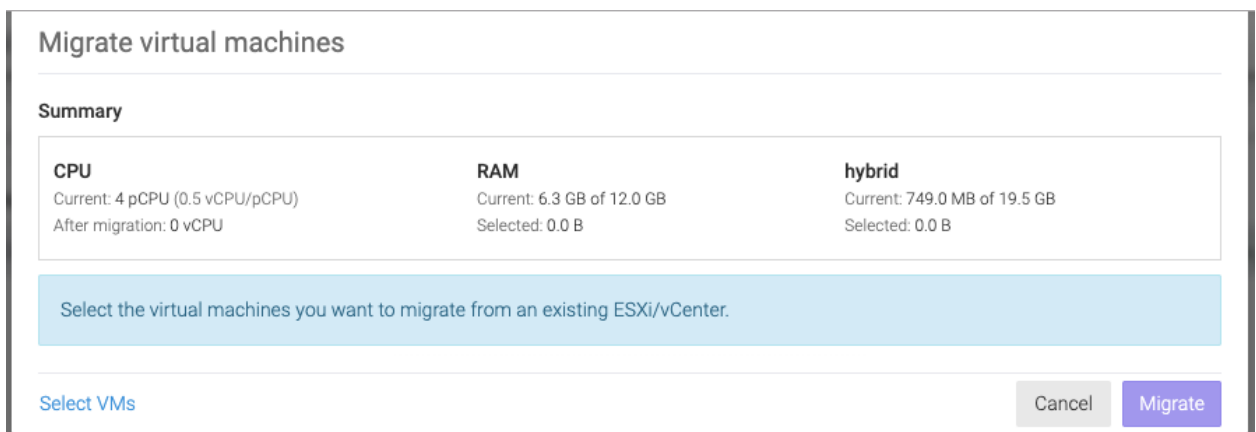 Migrate virtual machines
Summary
CPU
Current: 4 pCPU (0.5 vCPU/pCPU)
After migration: 0 vCPU
RAM
Current: 6.3 GB of 12.0 GB
Selected: 0.0 B
hybrid
Current: 749.0 MB of 19.5 GB
Selected: 0.0 B
Select the virtual machines you want to migrate from an existing ESXi/vCenter.
Select VMs
Cancel
Migrate